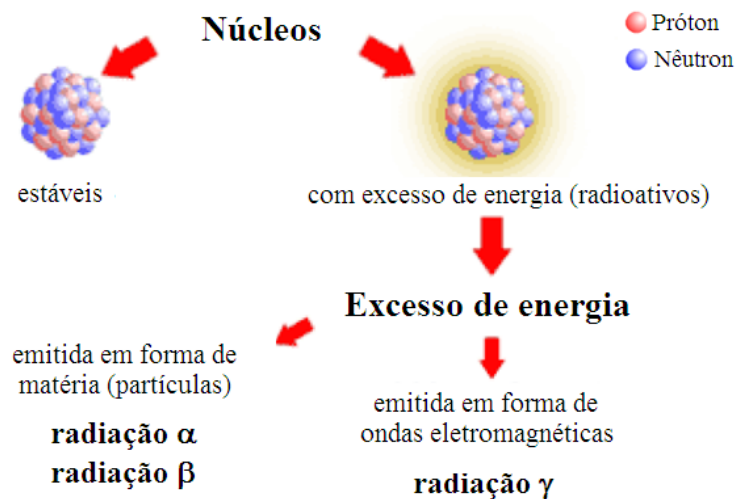 Núcleos
Próton
Nêutron
estáveis
com excesso de energia (radioativos)
Excesso de energia
emitida em forma de
matéria (partículas)
radiação α
radiação β
emitida em forma de
ondas eletromagnéticas
radiação γ